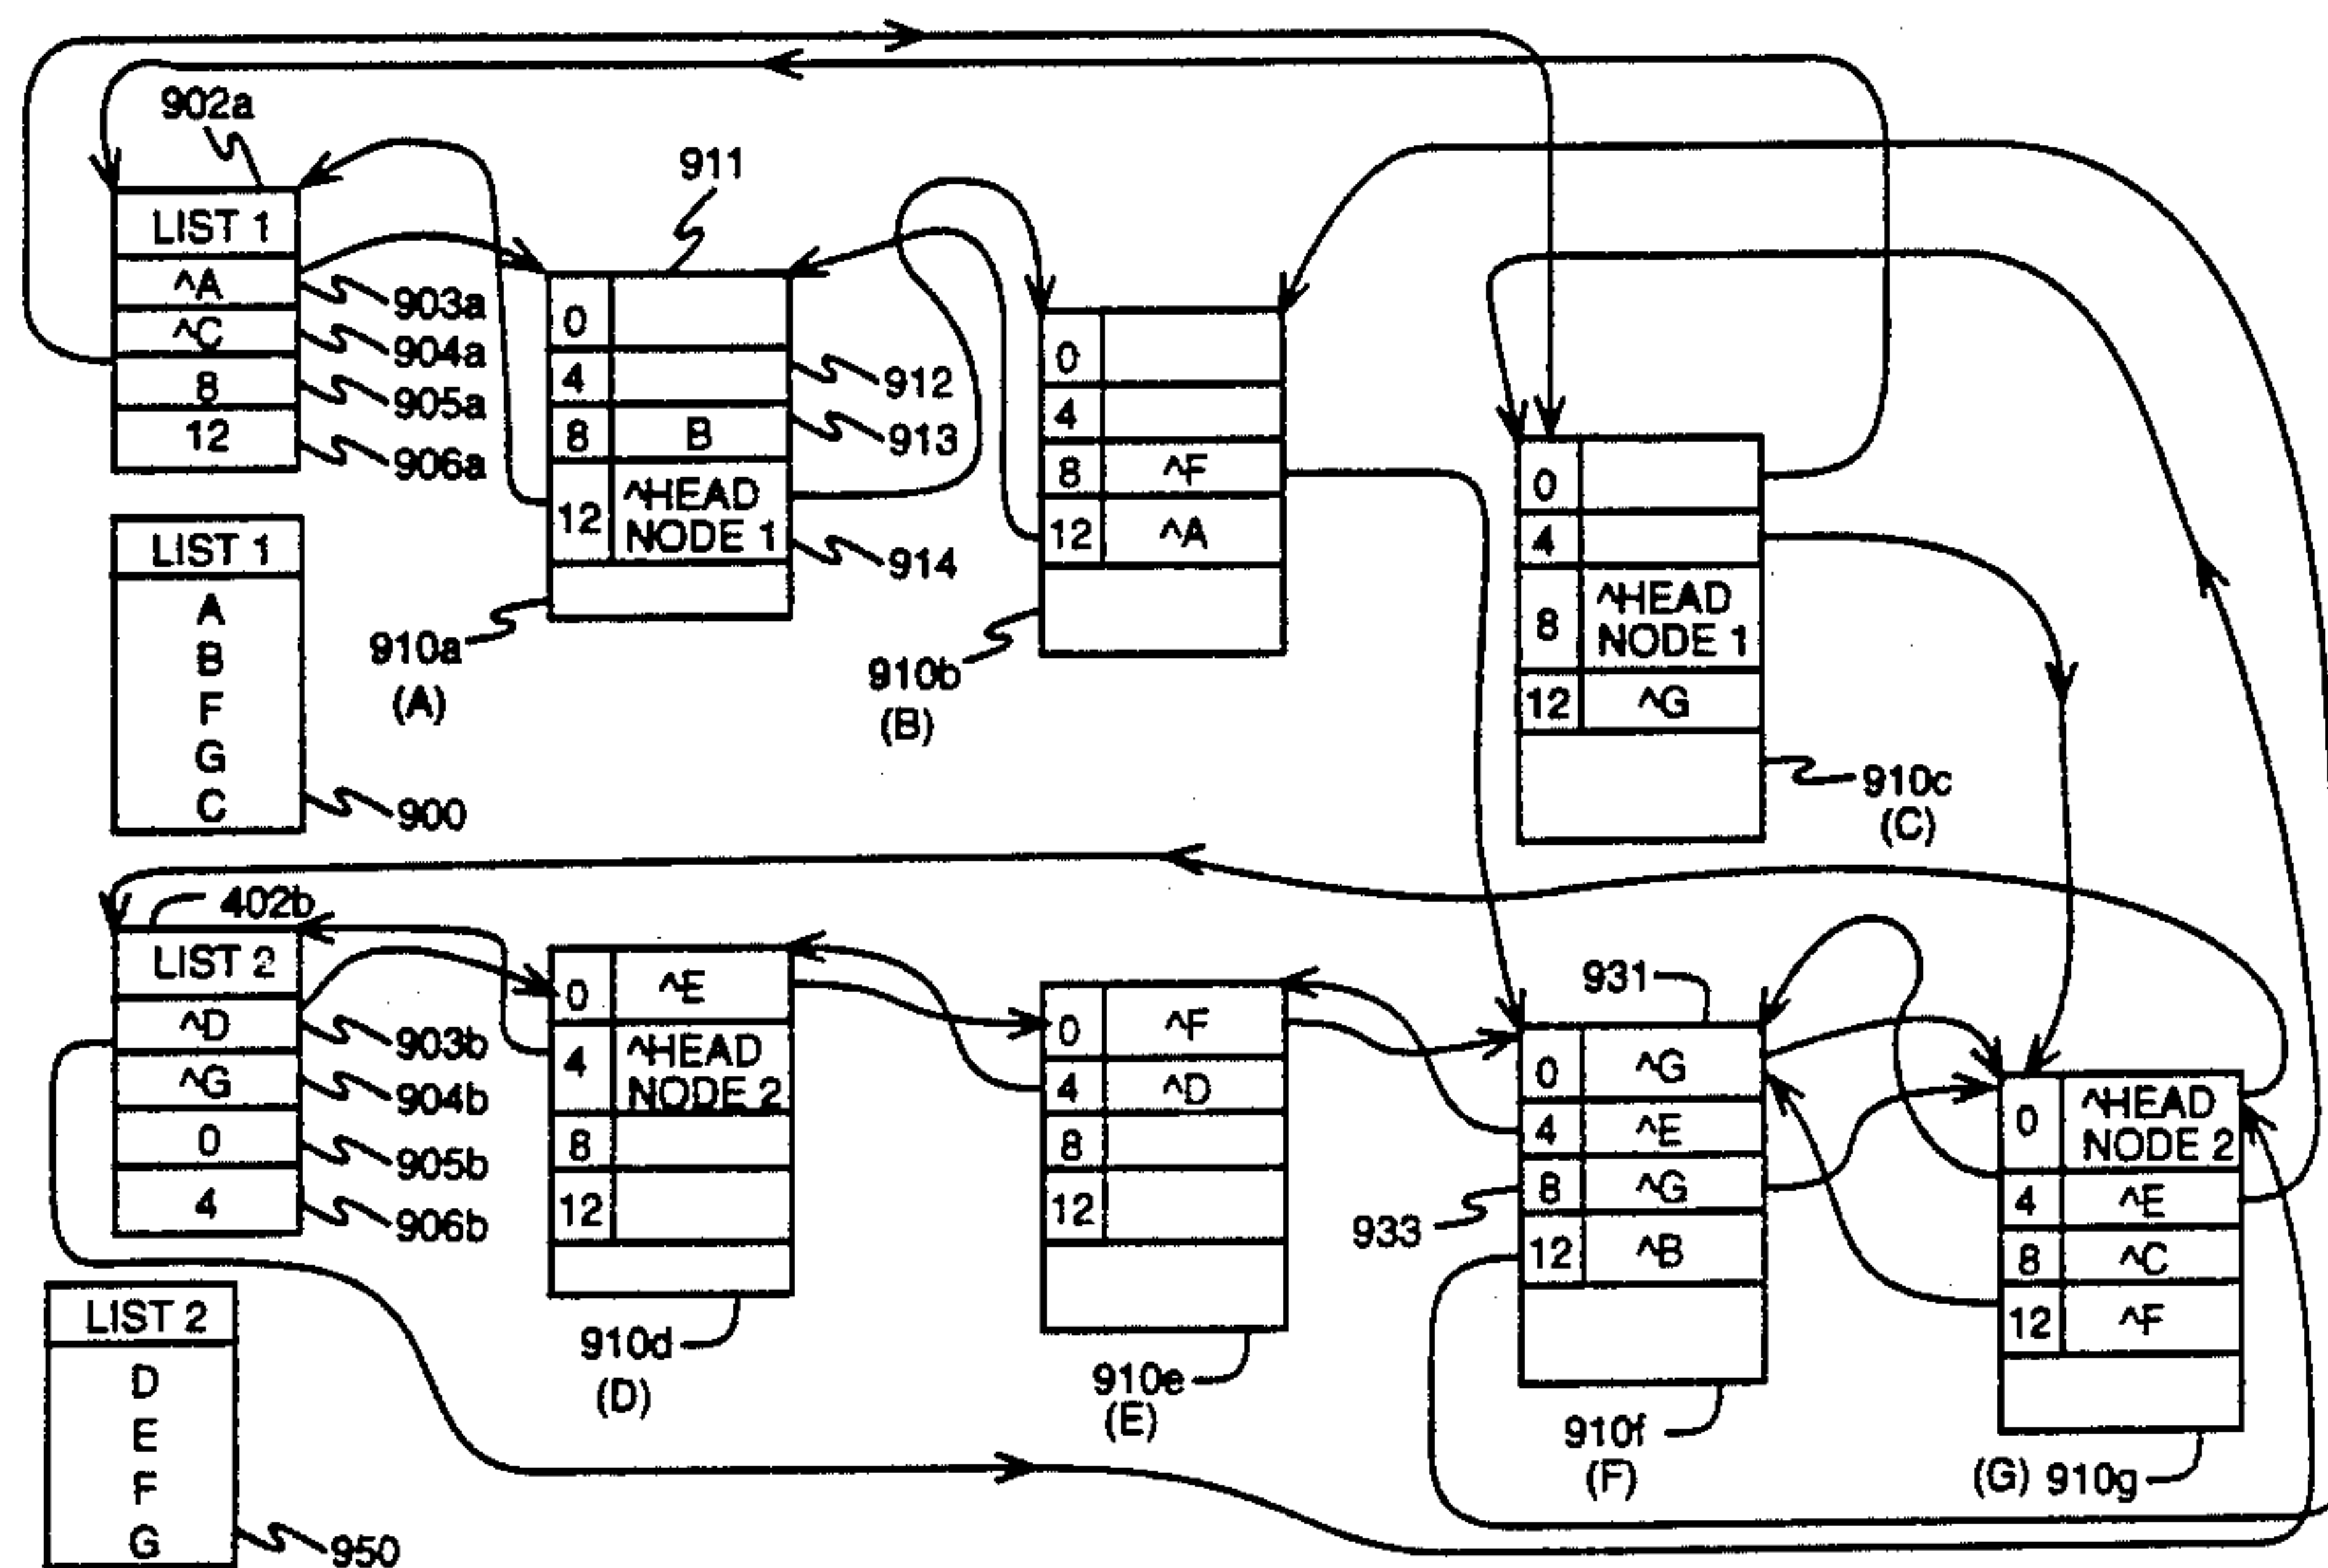 902a
LIST 1
^A
903a
^C
904a
8
905a
12
906a
911
0
4
912
8 B
913
12 ^HEAD
NODE 1
914
910a
(A)
0
4
8 ^F
12 ^A
910b
(B)
0
4
8 ^HEAD
NODE 1
12 ^G
910c
(C)
LIST 1
A
B
F
G
C
900
402b
LIST 2
^D
903b
^G
904b
0
905b
4
906b
0 ^E
4 ^HEAD
NODE 2
8
12
910d
(D)
0 ^F
4 ^D
8
12
910e
(E)
931
0 ^G
4 ^E
8 ^G
933
12 ^B
910f
(F)
0 ^HEAD
NODE 2
4 ^E
8 ^C
12 ^F
(G) 910g
LIST 2
D
E
F
G
950